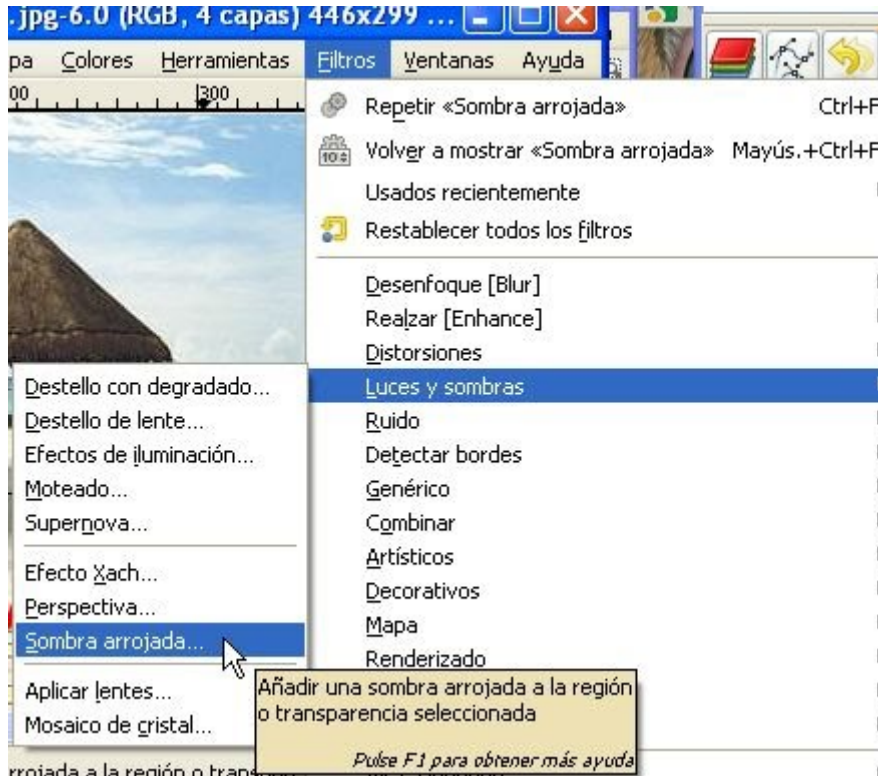 .jpg-6.0 (RGB, 4 capas) 446x299 ...
pa Colores Herramientas Filtros Ventanas Ayuda
00 300
Repetir «Sombra arrojada» Ctrl+F
Volver a mostrar «Sombra arrojada» Mayús.+Ctrl+F
Usados recientemente
Restablecer todos los filtros
Desenfoque [Blur]
Realzar [Enhance]
Distorsiones
Luces y sombras
Ruido
Detectar bordes
Genérico
Combinar
Artísticos
Decorativos
Mapa
Renderizado
Destello con degradado...
Destello de lente...
Efectos de iluminación...
Moteado...
Supernova...
Efecto Xach...
Perspectiva...
Sombra arrojada...
Aplicar lentes...
Mosaico de cristal...
Añadir una sombra arrojada a la región
o transparencia seleccionada
Pulse F1 para obtener más ayuda
rrojada a la región o transp